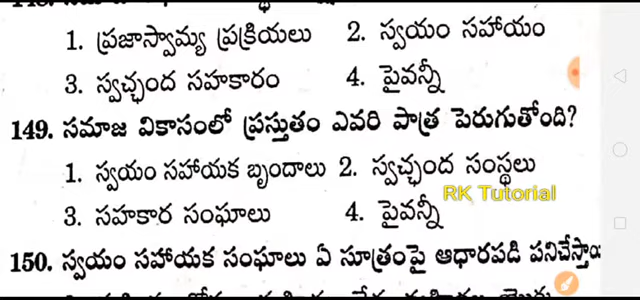 1. ప్రజాస్వామ్య ప్రక్రియలు 2. స్వయం సహాయం
3. స్వచ్ఛంద సహకారం 4. పైవన్నీ
149. సమాజ వికాసంలో ప్రస్తుతం ఎవరి పాత్ర పెరుగుతోంది?
1. స్వయం సహాయక బృందాలు 2. స్వచ్ఛంద సంస్థలు
RK Tutorial
3. సహకార సంఘాలు 4. పైవన్నీ
150. స్వయం సహాయక సంఘాలు ఏ సూత్రంపై ఆధారపడి